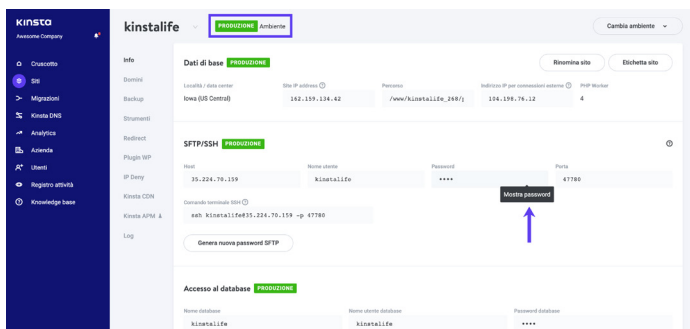 KINSTA
Awesome Company
Cruscotto
Siti
Migrazioni
Kinsta DNS
Analytics
Azienda
Utenti
Registro attività
Knowledge base
kinstalife
PRODUZIONE Ambiente
Cambia ambiente
Info
Domini
Backup
Strumenti
Redirect
Plugin WP
IP Deny
Kinsta CDN
Kinsta APM
Log
Dati di base PRODUZIONE
Rinomina sito
Etichetta sito
Località / data center
Site IP address
Percorso
Indirizzo IP per connessioni esterne
PHP Worker
Iowa (US Central)
162.159.134.42
/www/kinstalife_268/
104.198.76.12
4
SFTP/SSH PRODUZIONE
Host
Nome utente
Password
Porta
35.224.70.159
kinstalife
••••
47780
Mostra password
Comando terminale SSH
ssh kinstalife@35.224.70.159 -p 47780
Genera nuova password SFTP
Accesso al database PRODUZIONE
Nome database
Nome utente database
Password database
kinstalife
kinstalife
••••